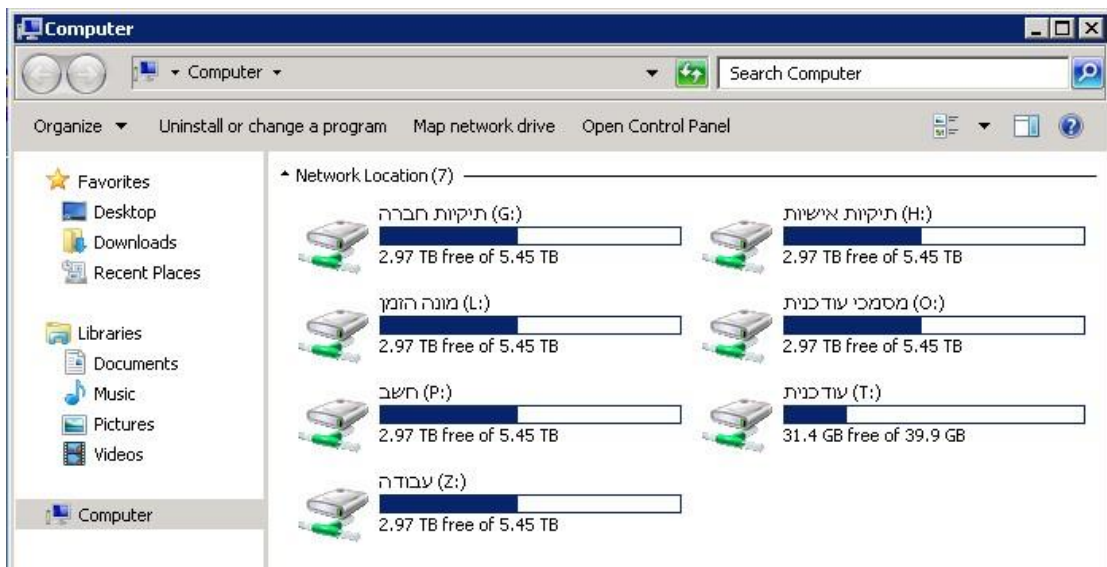 Computer
Computer
Search Computer
Organize
Uninstall or change a program
Map network drive
Open Control Panel
Favorites
Desktop
Downloads
Recent Places
Libraries
Documents
Music
Pictures
Videos
Computer
Network Location (7)
תיקיות חברה (G:)
2.97 TB free of 5.45 TB
תיקיות אישיות (H:)
2.97 TB free of 5.45 TB
מונה הזמן (L:)
2.97 TB free of 5.45 TB
מסמכי עודכנית (O:)
2.97 TB free of 5.45 TB
חשב (P:)
2.97 TB free of 5.45 TB
עודכנית (T:)
31.4 GB free of 39.9 GB
עבודה (Z:)
2.97 TB free of 5.45 TB